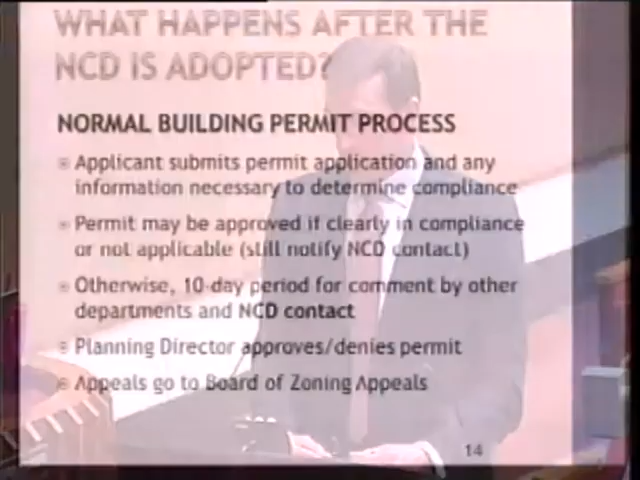 WHAT HAPPENS AFTER THE
NCD IS ADOPTED?
NORMAL BUILDING PERMIT PROCESS
Applicant submits permit application and any
information necessary to determine compliance
Permit may be approved if clearly in compliance
or not applicable (still notify NCD contact)
Otherwise, 10-day period for comment by other
departments and NCD contact
Planning Director approves/denies permit
Appeals go to Board of Zoning Appeals
14